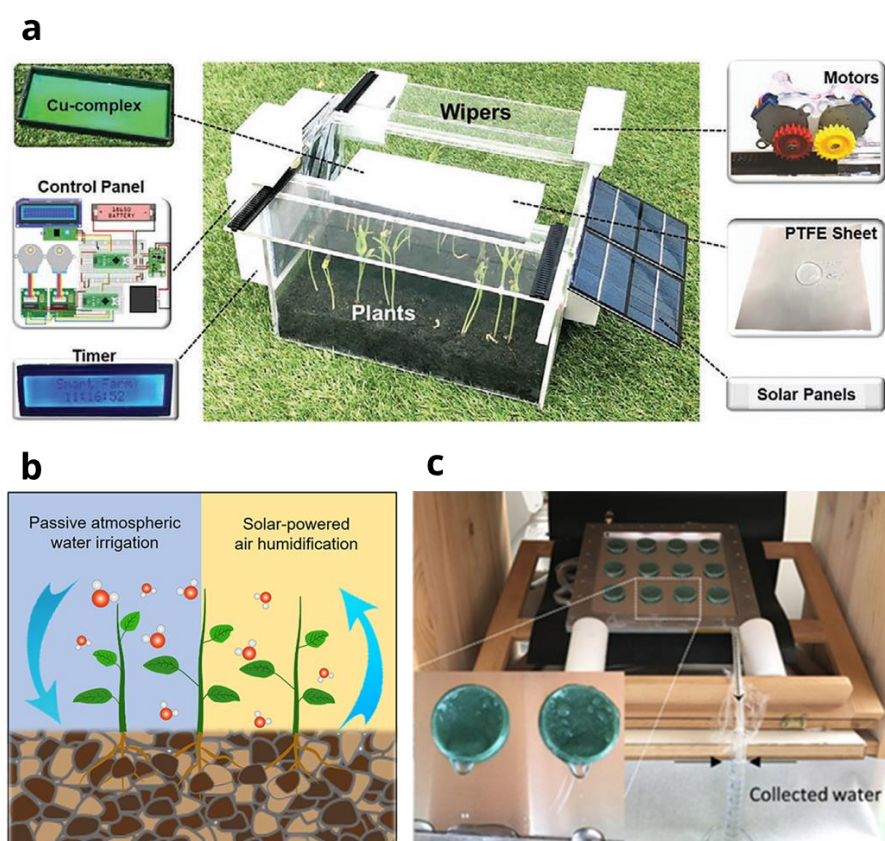 a
Cu-complex
Control Panel
18650
BATTERY
Timer
Smart Farm
11:16:52
Wipers
Plants
Motors
PTFE Sheet
Solar Panels
b
Passive atmospheric
water irrigation
Solar-powered
air humidification
c
Collected water